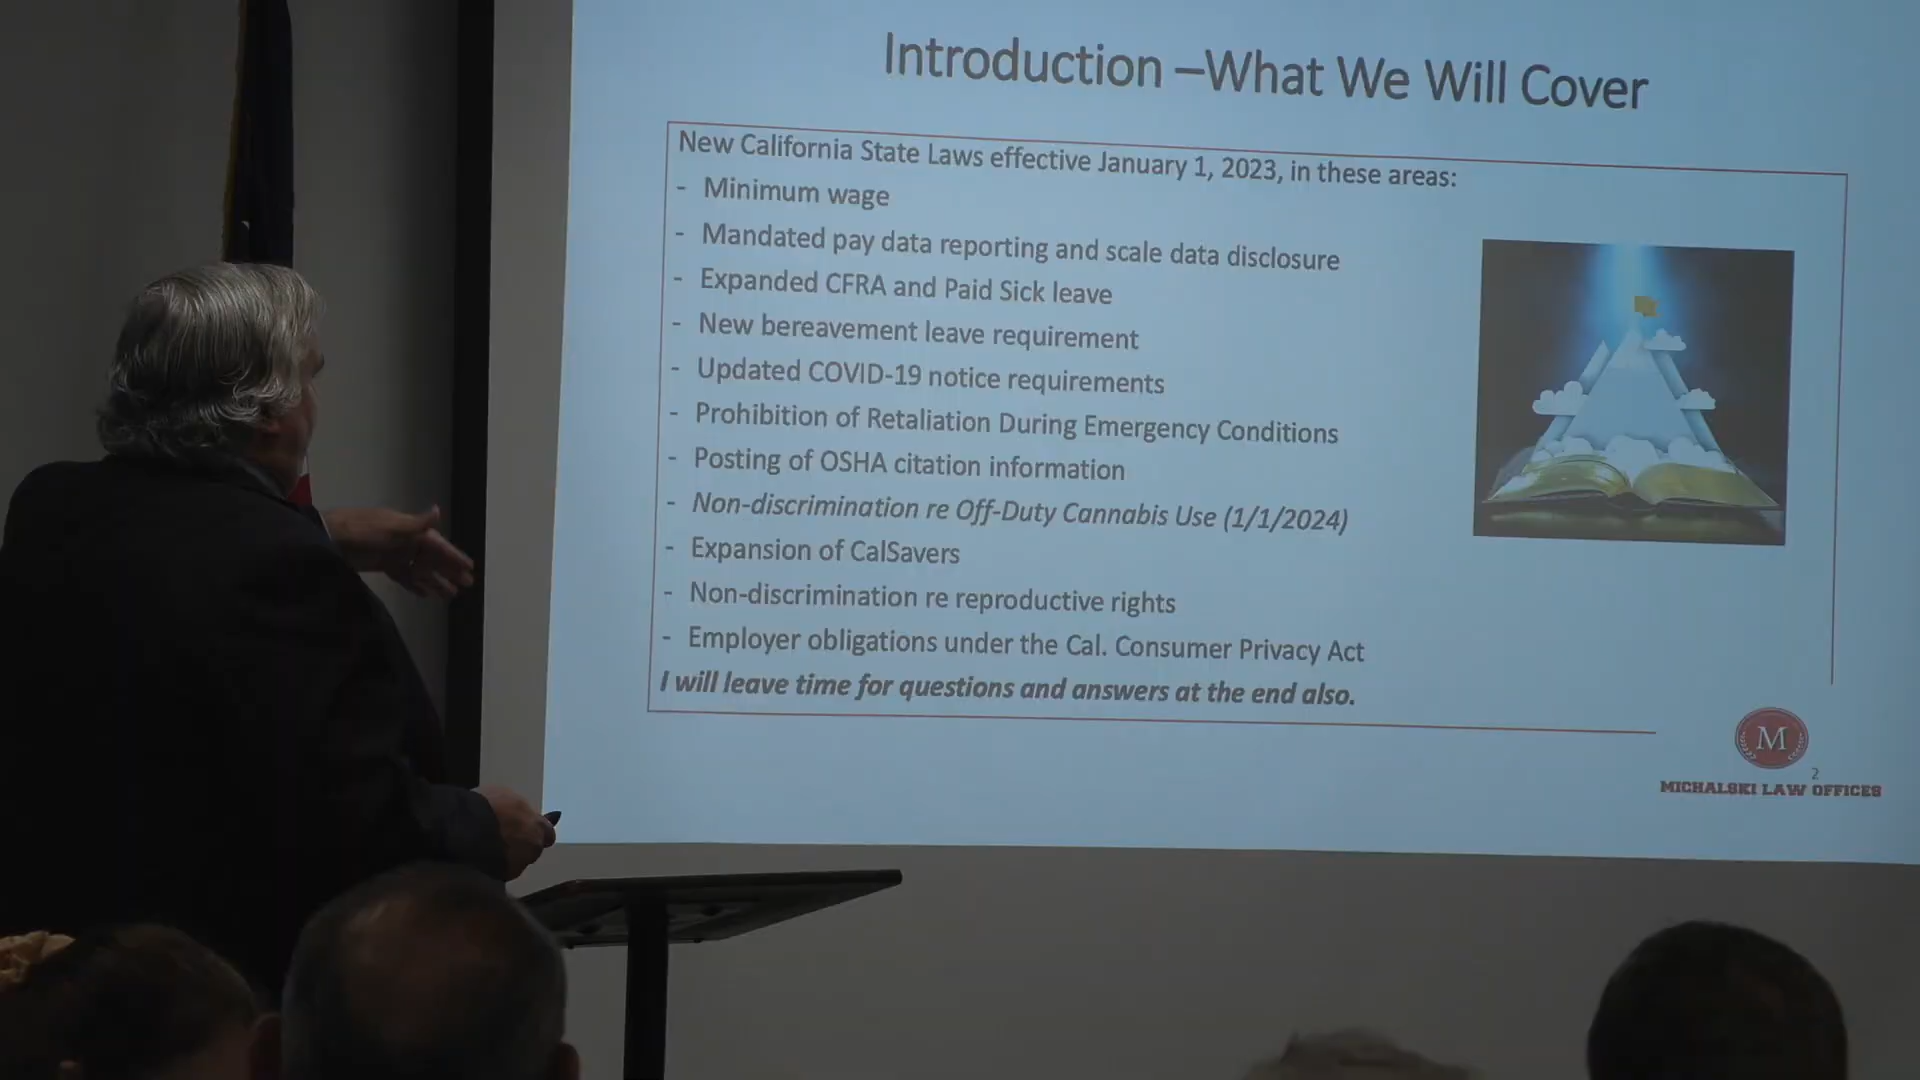 Introduction –What We Will Cover
New California State Laws effective January 1, 2023, in these areas:
- Minimum wage
- Mandated pay data reporting and scale data disclosure
- Expanded CFRA and Paid Sick leave
- New bereavement leave requirement
- Updated COVID-19 notice requirements
- Prohibition of Retaliation During Emergency Conditions
- Posting of OSHA citation information
- Non-discrimination re Off-Duty Cannabis Use (1/1/2024)
- Expansion of CalSavers
- Non-discrimination re reproductive rights
- Employer obligations under the Cal. Consumer Privacy Act
I will leave time for questions and answers at the end also.
M
2
MICHALSKI LAW OFFICES